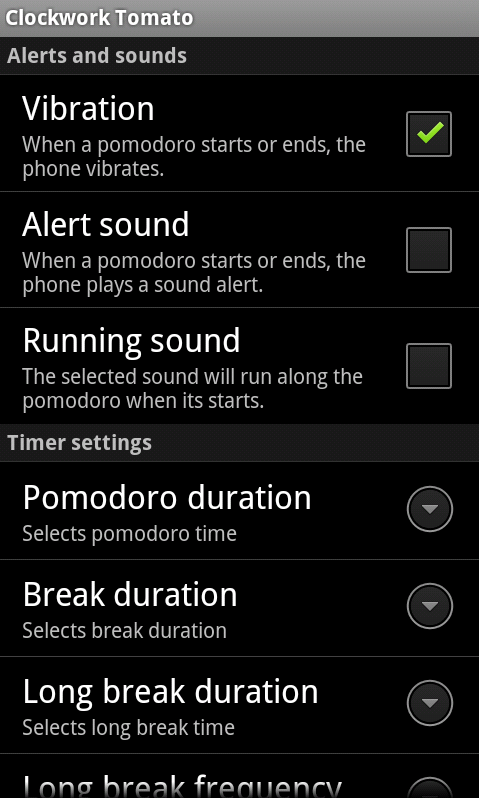 Clockwork Tomato
Alerts and sounds
Vibration
When a pomodoro starts or ends, the
phone vibrates.
Alert sound
When a pomodoro starts or ends, the
phone plays a sound alert.
Running sound
The selected sound will run along the
pomodoro when its starts.
Timer settings
Pomodoro duration
Selects pomodoro time
Break duration
Selects break duration
Long break duration
Selects long break time
Long break frequency